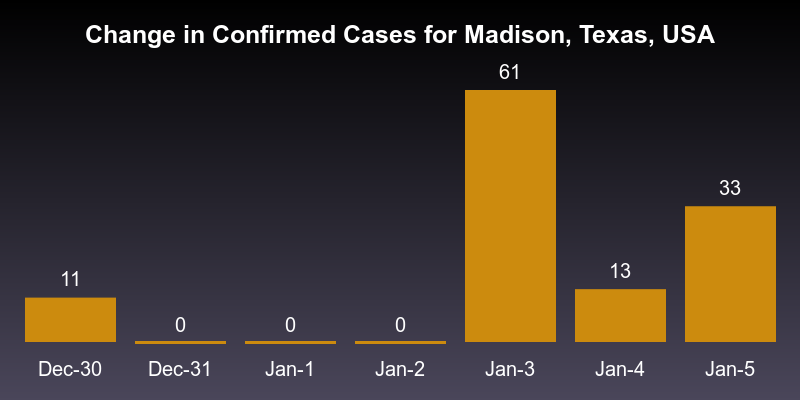 Change in Confirmed Cases for Madison, Texas, USA
11
0
0
0
61
13
33
Dec-30
Dec-31
Jan-1
Jan-2
Jan-3
Jan-4
Jan-5